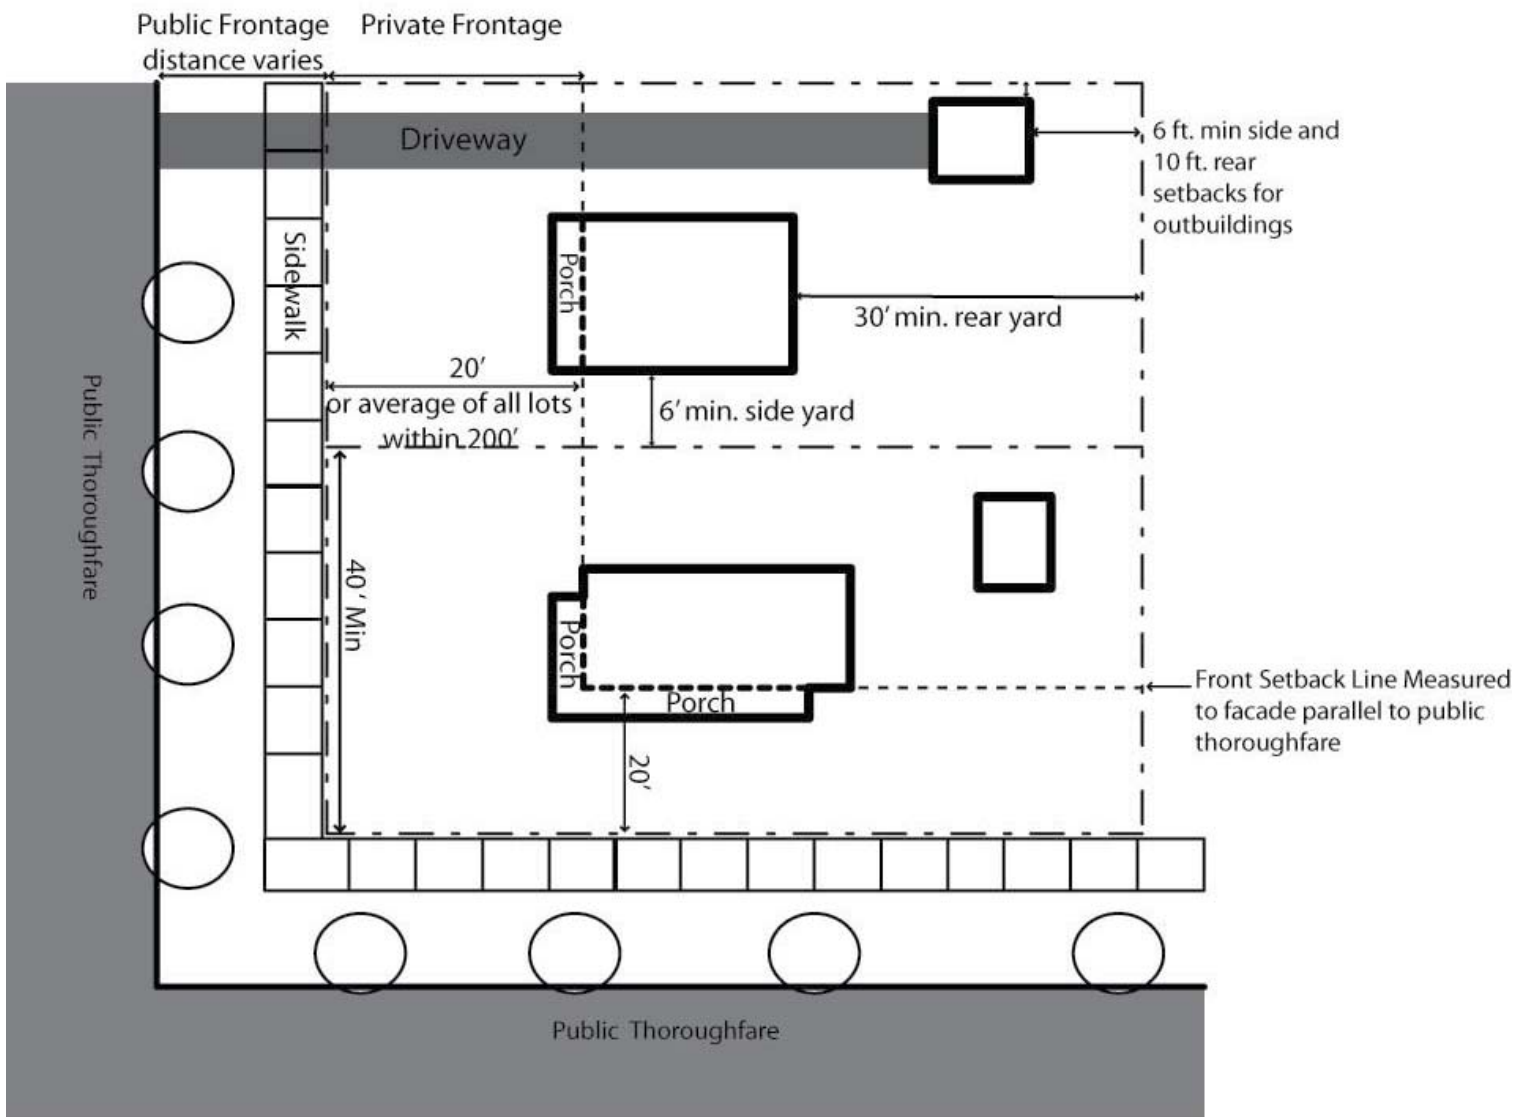 Public Frontage
distance varies
Private Frontage
Driveway
6 ft. min side and
10 ft. rear
setbacks for
outbuildings
Sidewalk
Porch
30' min. rear yard
20'
or average of all lots
within 200'
6' min. side yard
Public Thoroughfare
40 ' Min
Porch
Porch
20'
Front Setback Line Measured
to facade parallel to public
thoroughfare
Public Thoroughfare